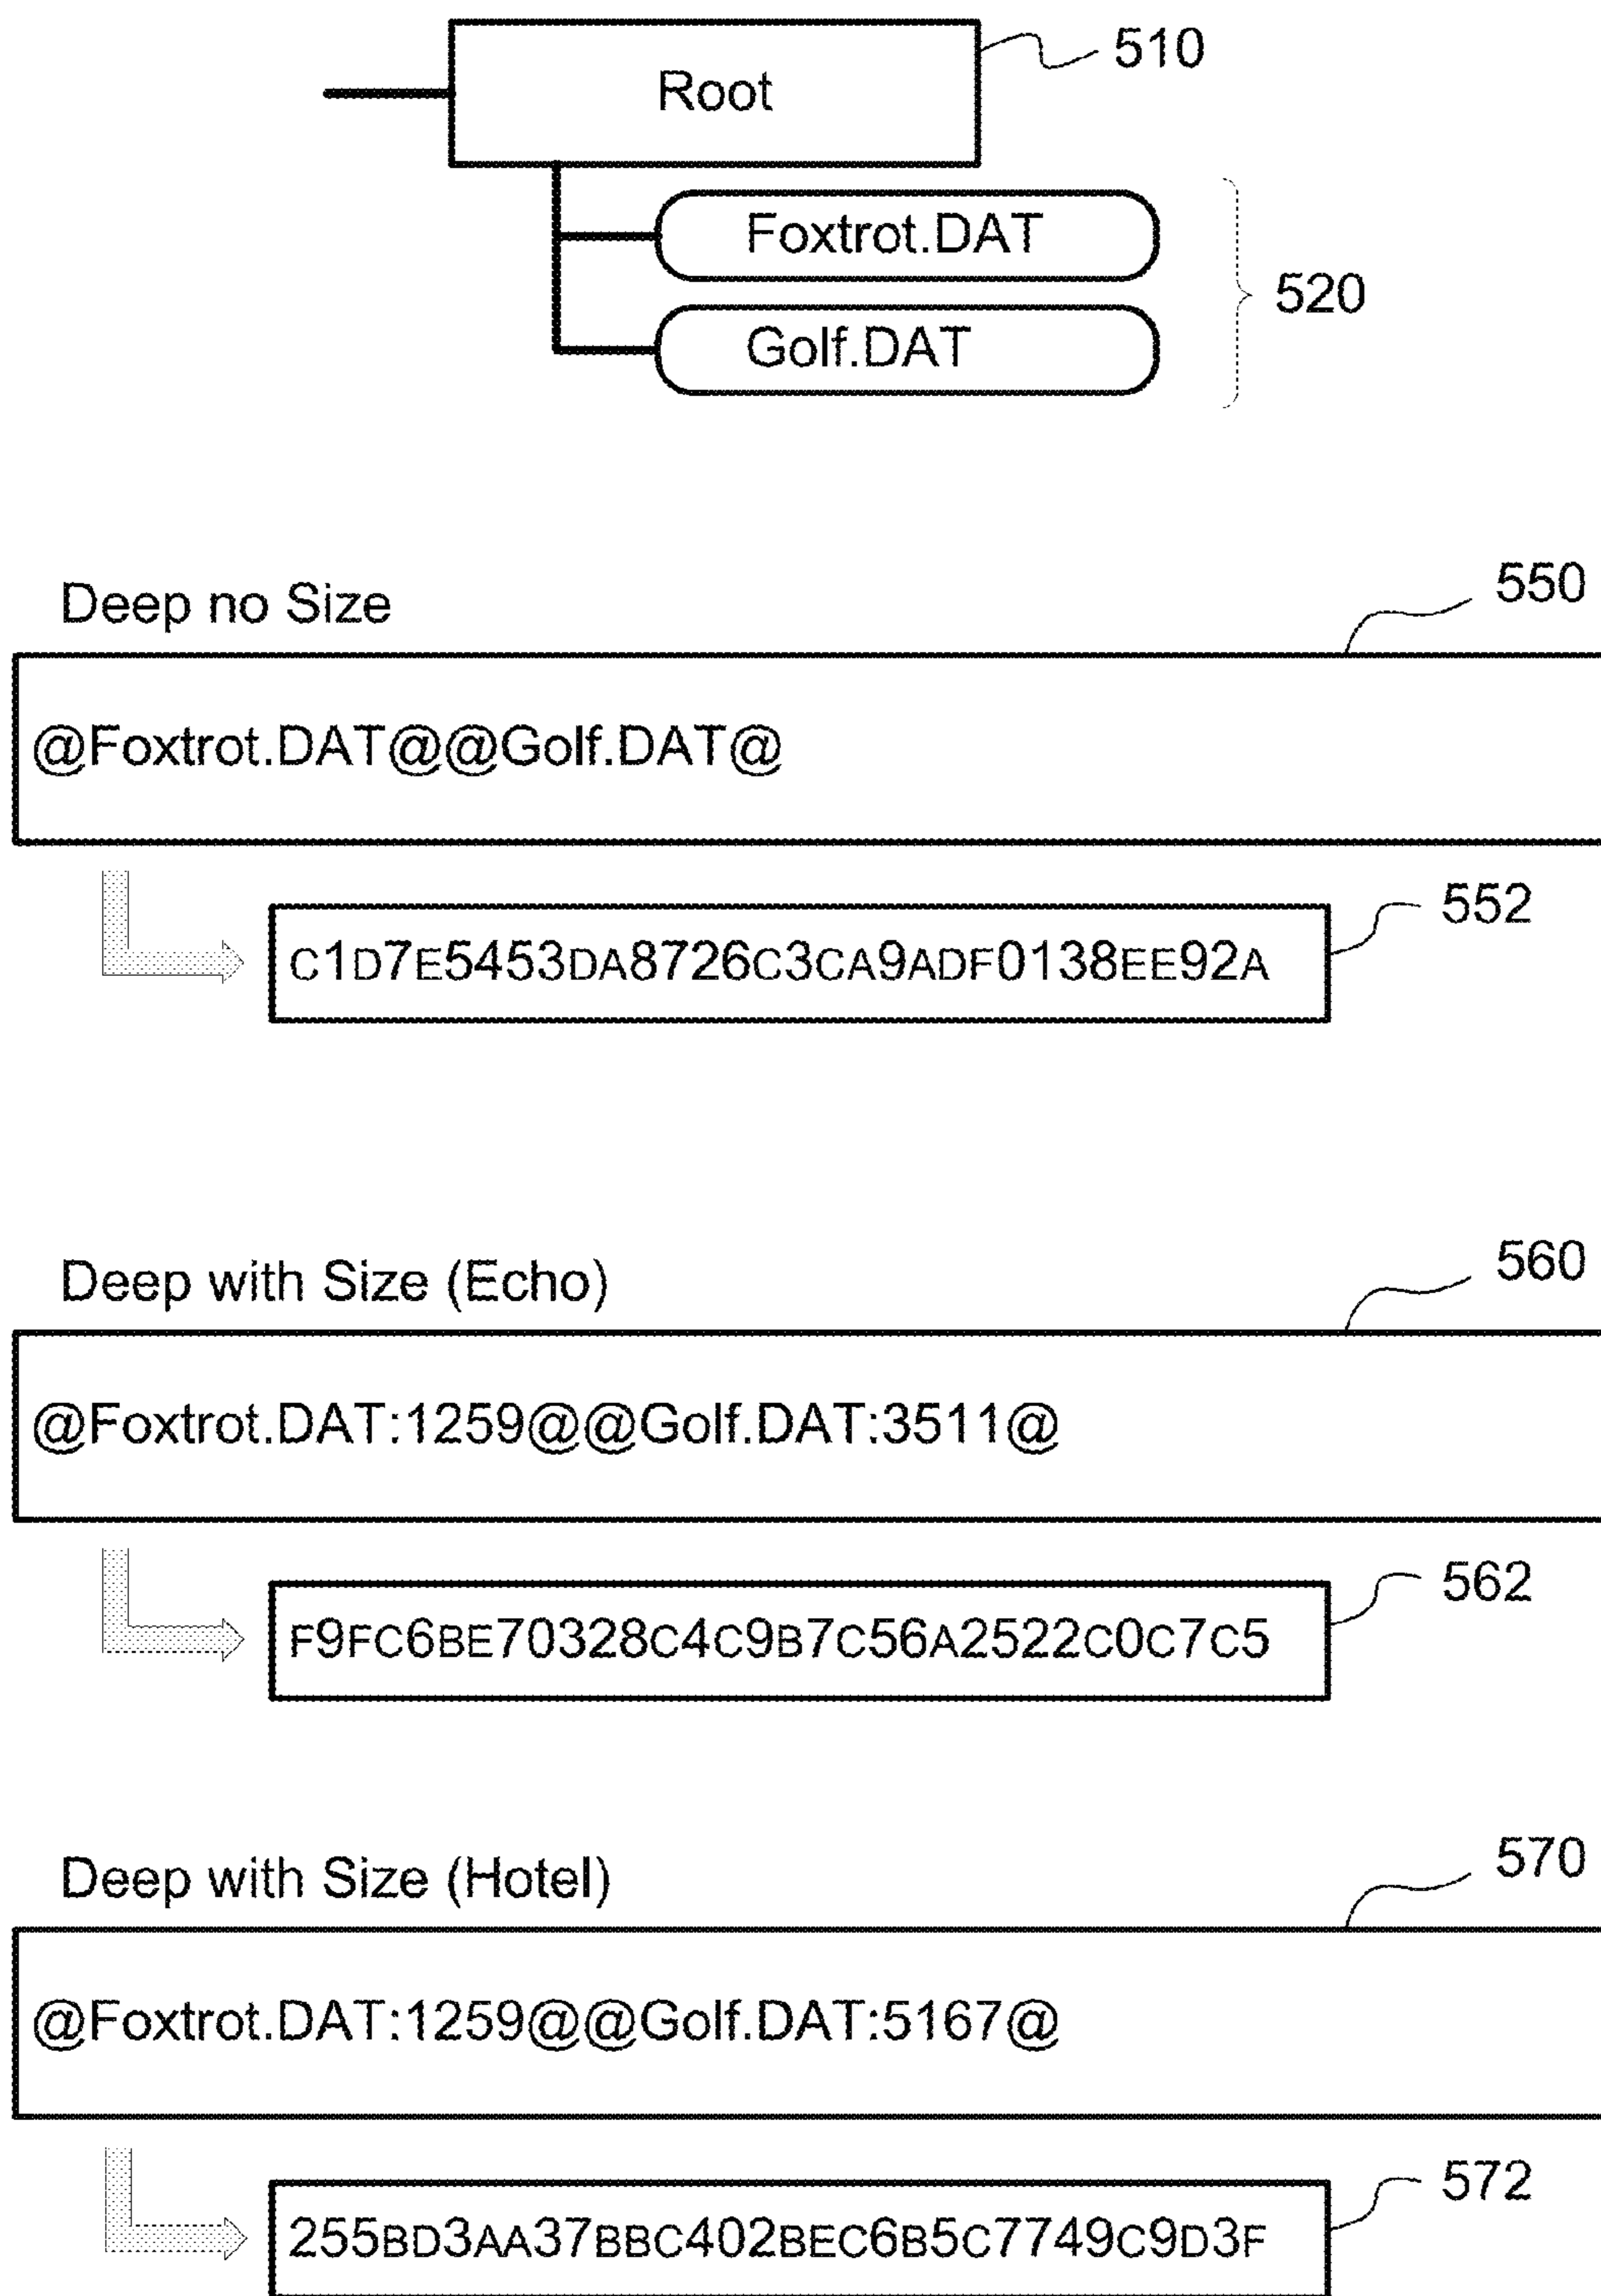 510
Root
Foxtrot.DAT
520
Golf.DAT
550
Deep no Size
@Foxtrot.DAT@@Golf.DAT@
552
C1D7E5453DA8726C3CA9ADF0138EE92A
560
Deep with Size (Echo)
@Foxtrot.DAT:1259@@Golf.DAT:3511@
562
F9FC6BE70328C4C9B7C56A2522C0C7C5
570
Deep with Size (Hotel)
@Foxtrot.DAT:1259@@Golf.DAT:5167@
572
255BD3AA37BBC402BEC6B5C7749C9D3F